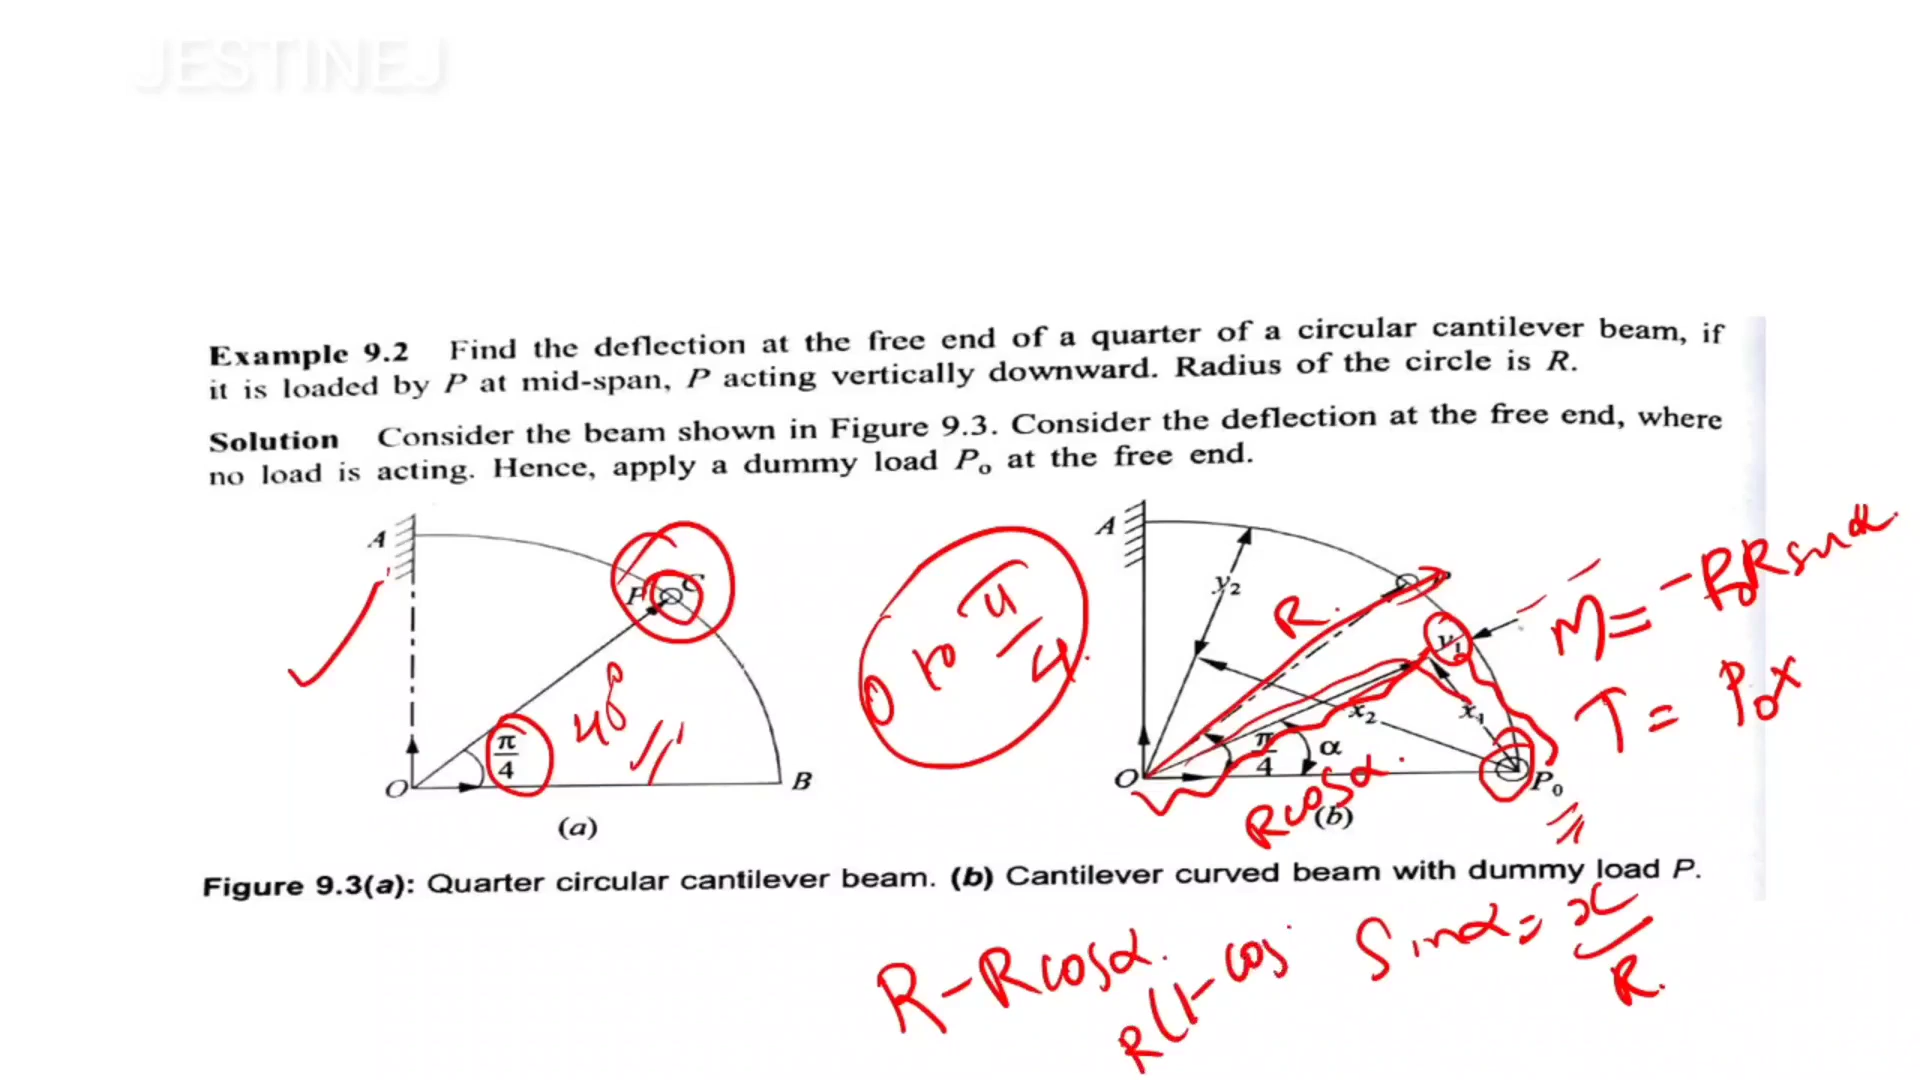 JESTINEJ
Example 9.2 Find the deflection at the free end of a quarter of a circular cantilever beam, if
it is loaded by P at mid-span, P acting vertically downward. Radius of the circle is R.
Solution Consider the beam shown in Figure 9.3. Consider the deflection at the free end, where
no load is acting. Hence, apply a dummy load Po at the free end.
A
P C
π
4
O
B
(a)
0 to π/4
A
y2
R
y1
x2
x1
π
4
α
O
P0
R cosα
(b)
M = -P0 R sinα
T = P0 x
Figure 9.3(a): Quarter circular cantilever beam. (b) Cantilever curved beam with dummy load P.
R-R cosα.
R(1-cos
Sinα = x/R.